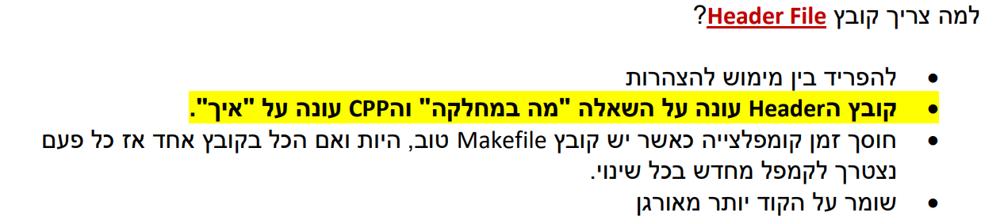 למה צריך קובץ Header File?
• להפריד בין מימוש להצהרות
• קובץ הHeader עונה על השאלה "מה במחלקה" והCPP עונה על "איך".
• חוסך זמן קומפלצייה כאשר יש קובץ Makefile טוב, היות ואם הכל בקובץ אחד אז כל פעם
נצטרך לקמפל מחדש בכל שינוי.
• שומר על הקוד יותר מאורגן